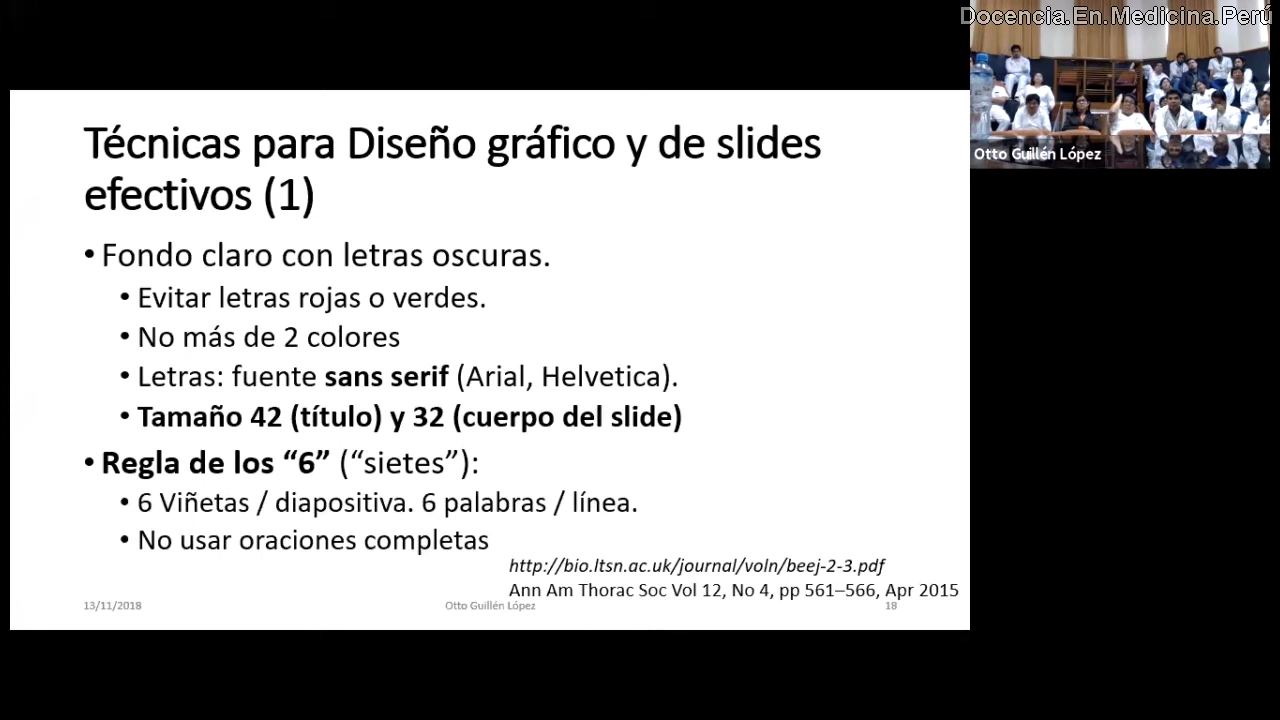 Docencia.En.Medicina.Perú
Otto Guillén López
Técnicas para Diseño gráfico y de slides
efectivos (1)
• Fondo claro con letras oscuras.
• Evitar letras rojas o verdes.
• No más de 2 colores
• Letras: fuente sans serif (Arial, Helvetica).
• Tamaño 42 (título) y 32 (cuerpo del slide)
• Regla de los “6” (“sietes”):
• 6 Viñetas / diapositiva. 6 palabras / línea.
• No usar oraciones completas
http://bio.ltsn.ac.uk/journal/voln/beej-2-3.pdf
Ann Am Thorac Soc Vol 12, No 4, pp 561–566, Apr 2015
13/11/2018 Otto Guillén López 18